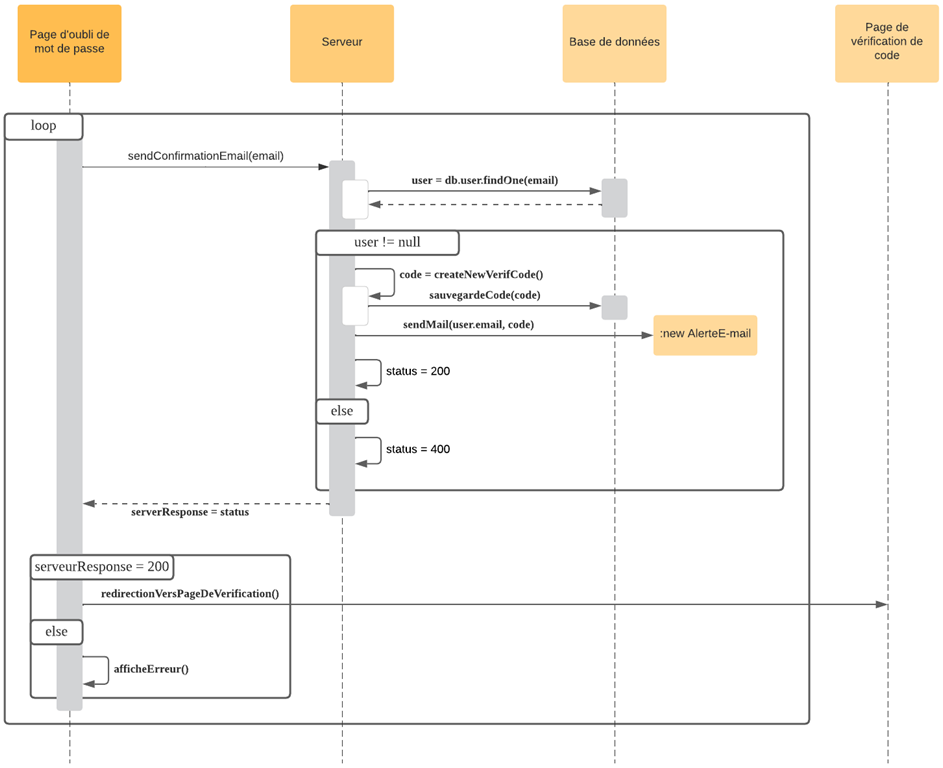 Page d'oubli de
mot de passe
Serveur
Base de données
Page de
vérification de
code
loop
sendConfirmationEmail(email)
user = db.user.findOne(email)
user != null
code = createNewVerifCode()
sauvegardeCode(code)
sendMail(user.email, code)
:new AlerteE-mail
status = 200
else
status = 400
serverResponse = status
serveurResponse = 200
redirectionVersPageDeVerification()
else
afficheErreur()